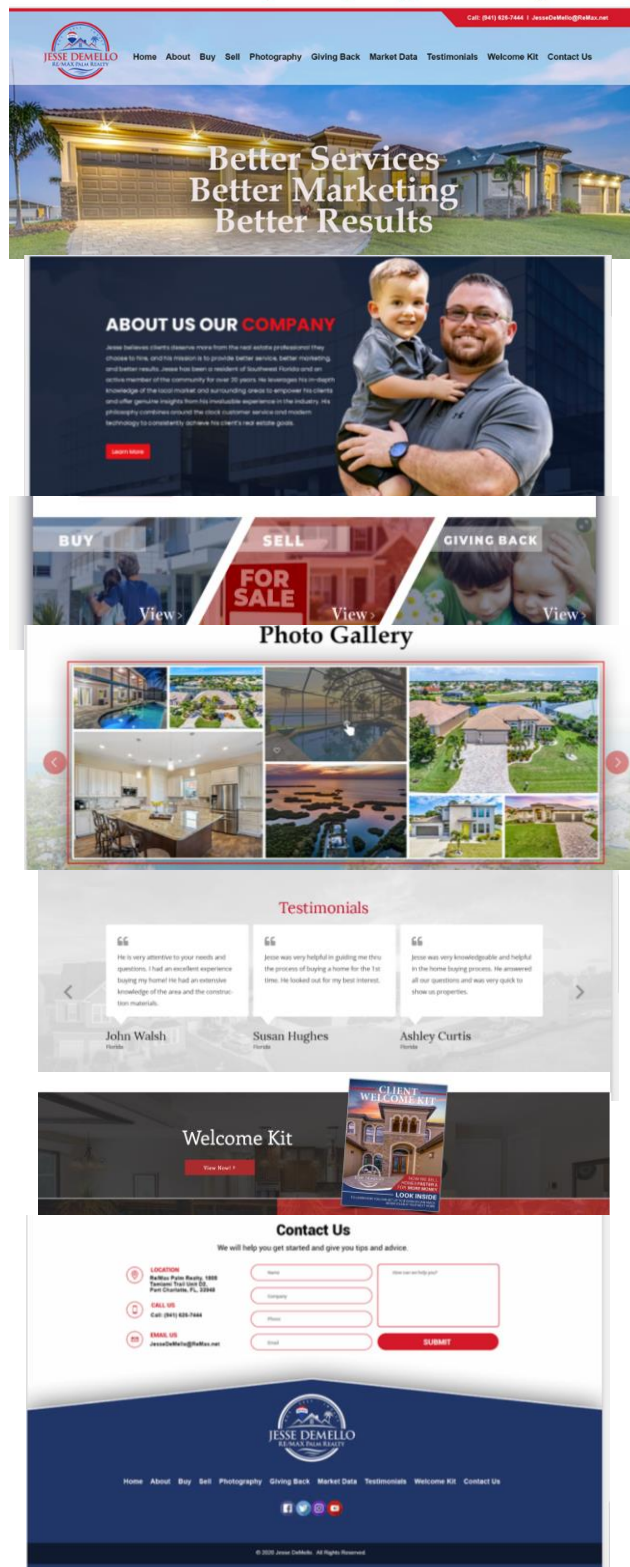 Call: (941) 626-7444 | JesseDeMello@ReMax.net
JESSE DEMELLO
RE/MAX PALM REALTY
Home About Buy Sell Photography Giving Back Market Data Testimonials Welcome Kit Contact Us
Better Services
Better Marketing
Better Results
ABOUT US OUR COMPANY
Jesse believes clients deserve more from the real estate professional they
choose to hire, and his mission is to provide better service, better marketing,
and better results. Jesse has been a resident of Southwest Florida and an
active member of the community for over 20 years. He leverages his in-depth
knowledge of the local market and surrounding areas to empower his clients
and offer genuine insights from his invaluable experience in the industry. His
philosophy combines around the clock customer service and modern
technology to consistently achieve his client's real estate goals.
Learn More
BUY
SELL
GIVING BACK
FOR
SALE
View >
View >
View >
Photo Gallery
Testimonials
He is very attentive to your needs and
questions. I had an excellent experience
buying my home! He had an extensive
knowledge of the area and the construc-
tion materials.
John Walsh
Florida
Jesse was very helpful in guiding me thru
the process of buying a home for the 1st
time. He looked out for my best interest.
Susan Hughes
Florida
Jesse was very knowledgeable and helpful
in the home buying process. He answered
all our questions and was very quick to
show us properties.
Ashley Curtis
Florida
Welcome Kit
View Now! >
CLIENT
WELCOME KIT
LOOK INSIDE
Contact Us
We will help you get started and give you tips and advice.
LOCATION
Re/Max Palm Realty, 1800
Tamiami Trail Unit D2,
Port Charlotte, FL, 33948
CALL US
Call: (941) 626-7444
EMAIL US
JesseDeMello@ReMax.net
Name
Company
Phone
Email
How can we help you?
SUBMIT
JESSE DEMELLO
RE/MAX PALM REALTY
Home About Buy Sell Photography Giving Back Market Data Testimonials Welcome Kit Contact Us
© 2020 Jesse DeMello. All Rights Reserved.